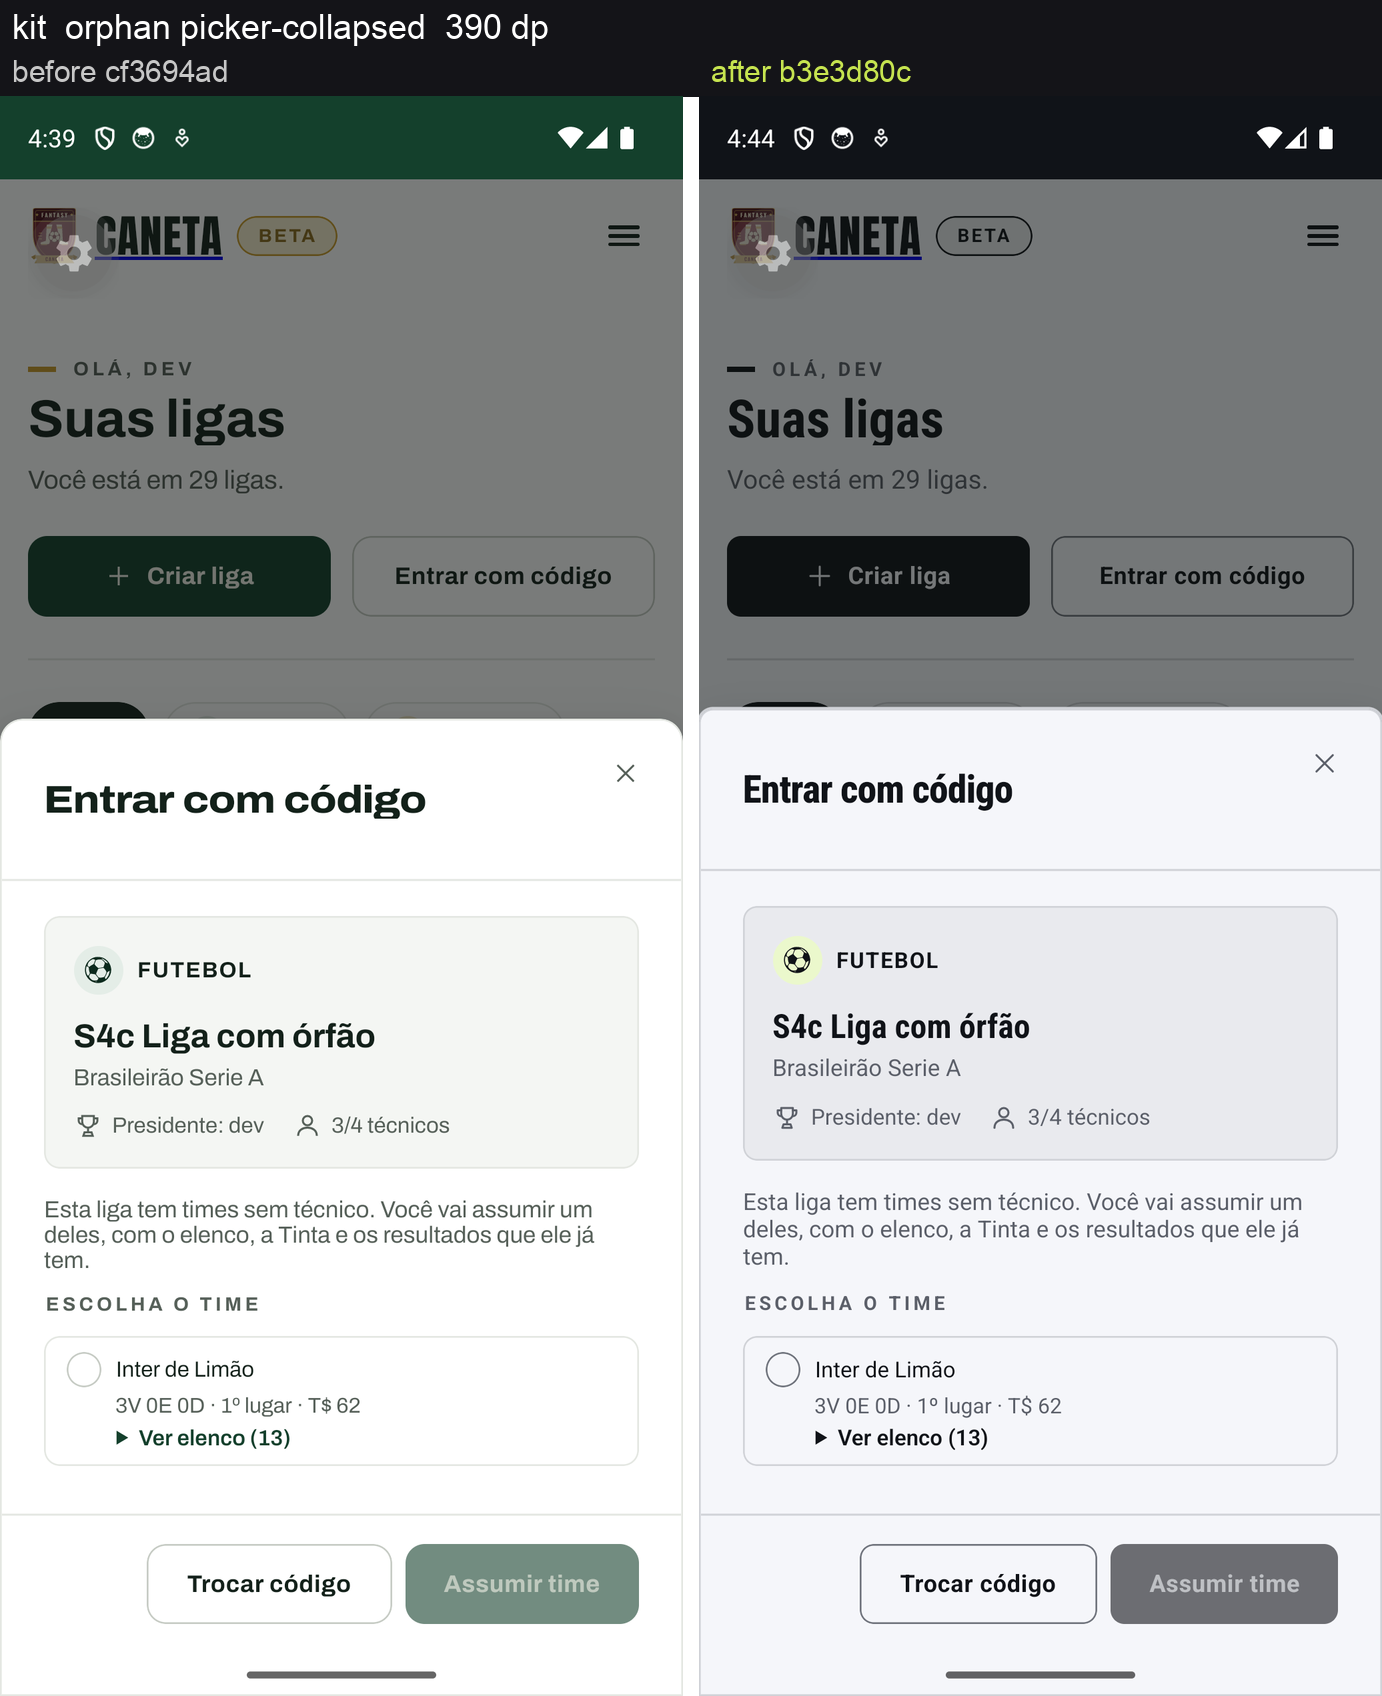 kit orphan picker-collapsed 390 dp
before cf3694ad
after b3e3d80c
4:39
FANTASY
CANETA
BETA
OLÁ, DEV
Suas ligas
Você está em 29 ligas.
Criar liga
Entrar com código
Entrar com código
FUTEBOL
S4c Liga com órfão
Brasileirão Serie A
Presidente: dev
3/4 técnicos
Esta liga tem times sem técnico. Você vai assumir um
deles, com o elenco, a Tinta e os resultados que ele já
tem.
ESCOLHA O TIME
Inter de Limão
3V 0E 0D · 1º lugar · T$ 62
Ver elenco (13)
Trocar código
Assumir time
4:44
FANTASY
CANETA
BETA
OLÁ, DEV
Suas ligas
Você está em 29 ligas.
Criar liga
Entrar com código
Entrar com código
FUTEBOL
S4c Liga com órfão
Brasileirão Serie A
Presidente: dev
3/4 técnicos
Esta liga tem times sem técnico. Você vai assumir um
deles, com o elenco, a Tinta e os resultados que ele já
tem.
ESCOLHA O TIME
Inter de Limão
3V 0E 0D · 1º lugar · T$ 62
Ver elenco (13)
Trocar código
Assumir time